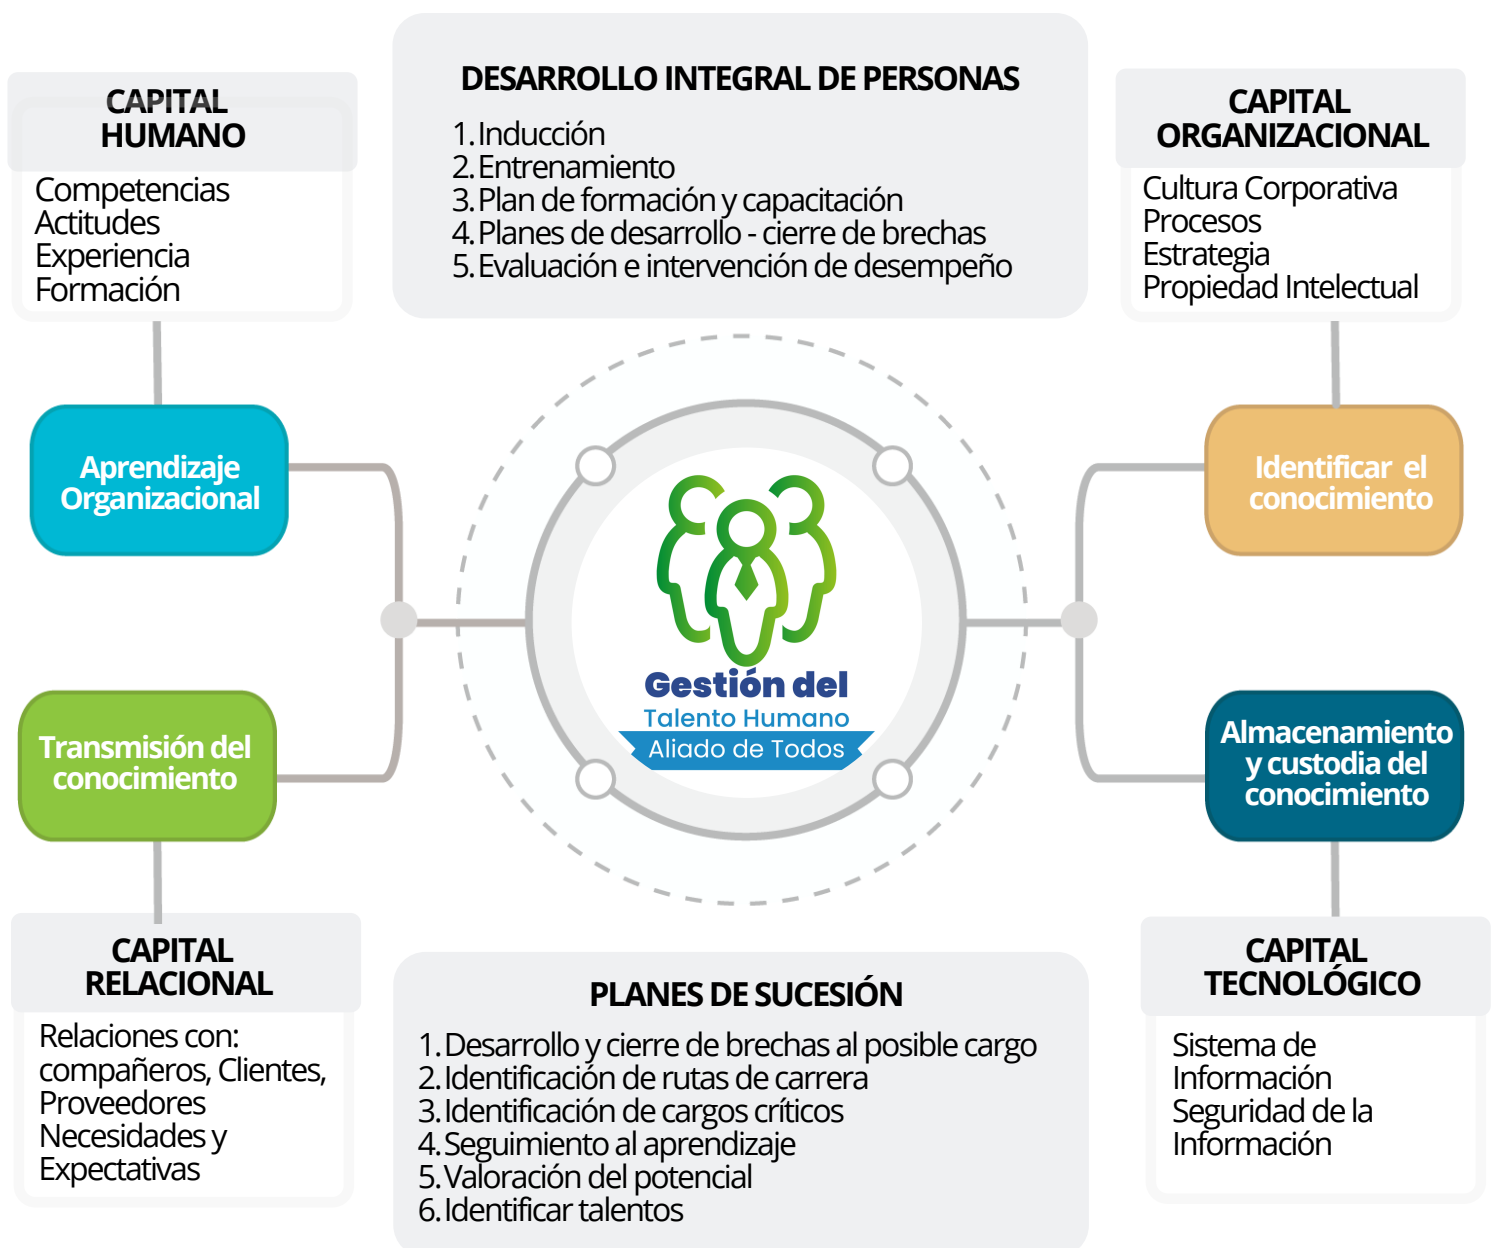 CAPITAL
HUMANO
Competencias
Actitudes
Experiencia
Formación
DESARROLLO INTEGRAL DE PERSONAS
1. Inducción
2. Entrenamiento
3. Plan de formación y capacitación
4. Planes de desarrollo - cierre de brechas
5. Evaluación e intervención de desempeño
CAPITAL
ORGANIZACIONAL
Cultura Corporativa
Procesos
Estrategia
Propiedad Intelectual
Aprendizaje
Organizacional
Identificar el
conocimiento
Gestión del
Talento Humano
Aliado de Todos
Transmisión del
conocimiento
Almacenamiento
y custodia del
conocimiento
CAPITAL
RELACIONAL
Relaciones con:
compañeros, Clientes,
Proveedores
Necesidades y
Expectativas
PLANES DE SUCESIÓN
1. Desarrollo y cierre de brechas al posible cargo
2. Identificación de rutas de carrera
3. Identificación de cargos críticos
4. Seguimiento al aprendizaje
5. Valoración del potencial
6. Identificar talentos
CAPITAL
TECNOLÓGICO
Sistema de
Información
Seguridad de la
Información